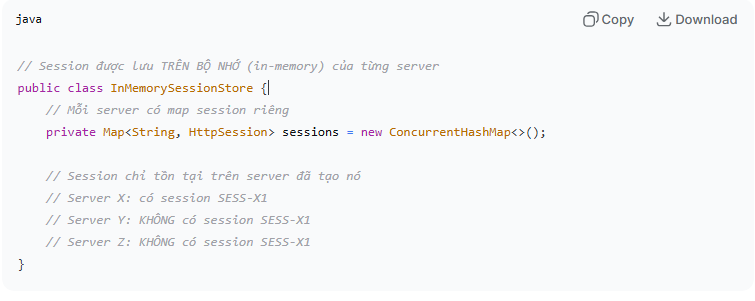 java
Copy
Download
// Session được lưu TRÊN BỘ NHỚ (in-memory) của từng server
public class InMemorySessionStore {
    // Mỗi server có map session riêng
    private Map<String, HttpSession> sessions = new ConcurrentHashMap<>();
    // Session chỉ tồn tại trên server đã tạo nó
    // Server X: có session SESS-X1
    // Server Y: KHÔNG có session SESS-X1
    // Server Z: KHÔNG có session SESS-X1
}